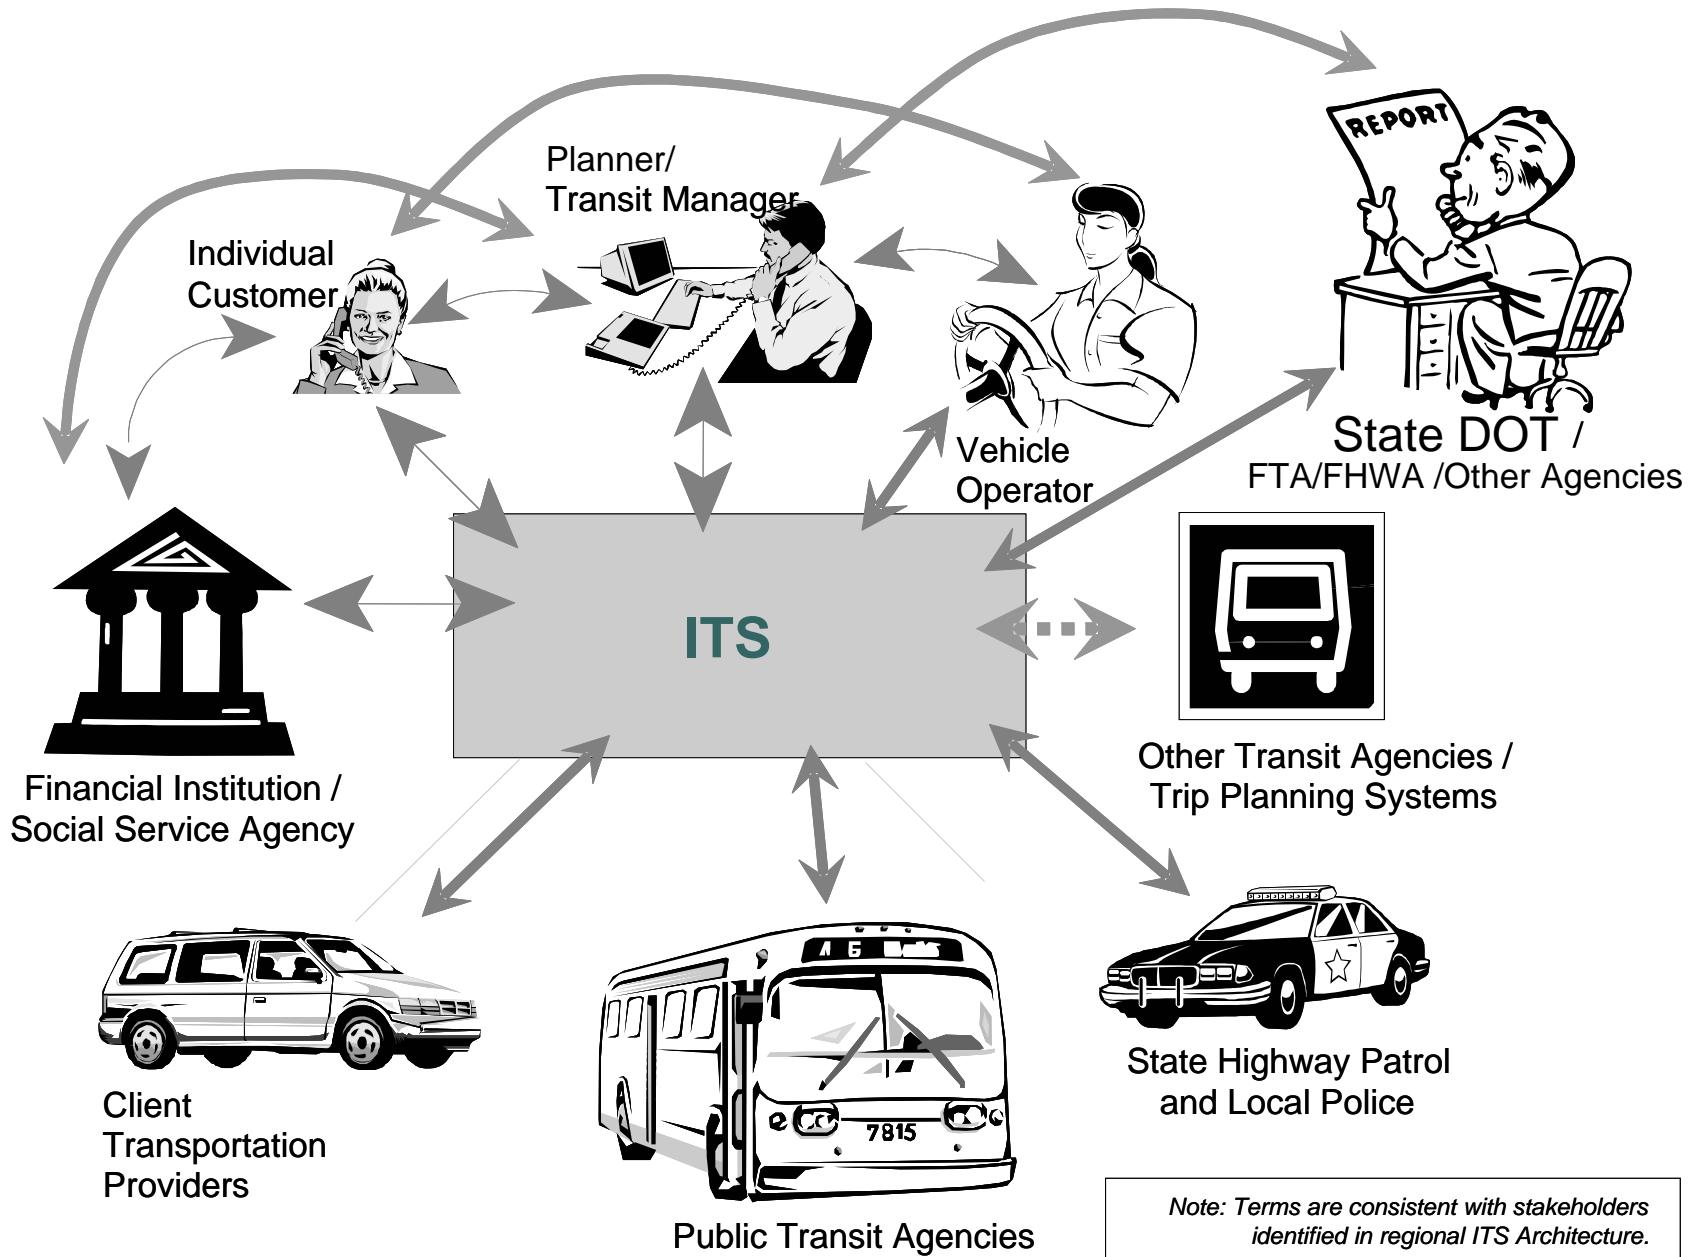 REPORT
Planner/
Transit Manager
Individual
Customer
State DOT /
FTA/FHWA /Other Agencies
Vehicle
Operator
ITS
Other Transit Agencies /
Trip Planning Systems
Financial Institution /
Social Service Agency
7815
State Highway Patrol
and Local Police
Client
Transportation
Providers
Public Transit Agencies
Note: Terms are consistent with stakeholders
identified in regional ITS Architecture.